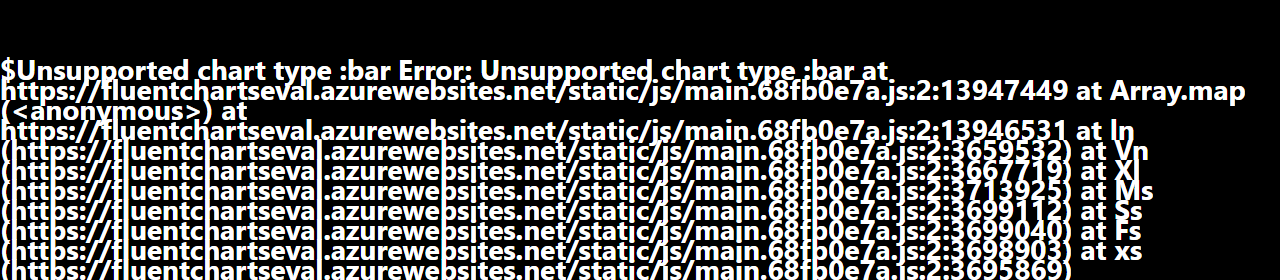 $Unsupported chart type :bar Error: Unsupported chart type :bar at
https://fluentchartseval.azurewebsites.net/static/js/main.68fb0e7a.js:2:13947449 at Array.map
(<anonymous>) at
https://fluentchartseval.azurewebsites.net/static/js/main.68fb0e7a.js:2:13946531 at ln
(https://fluentchartseval.azurewebsites.net/static/js/main.68fb0e7a.js:2:3659532) at Vn
(https://fluentchartseval.azurewebsites.net/static/js/main.68fb0e7a.js:2:3667719) at Xl
(https://fluentchartseval.azurewebsites.net/static/js/main.68fb0e7a.js:2:3713925) at Ms
(https://fluentchartseval.azurewebsites.net/static/js/main.68fb0e7a.js:2:3699112) at Ss
(https://fluentchartseval.azurewebsites.net/static/js/main.68fb0e7a.js:2:3699040) at Fs
(https://fluentchartseval.azurewebsites.net/static/js/main.68fb0e7a.js:2:3698903) at xs
(https://fluentchartseval.azurewebsites.net/static/js/main.68fb0e7a.js:2:3695869)